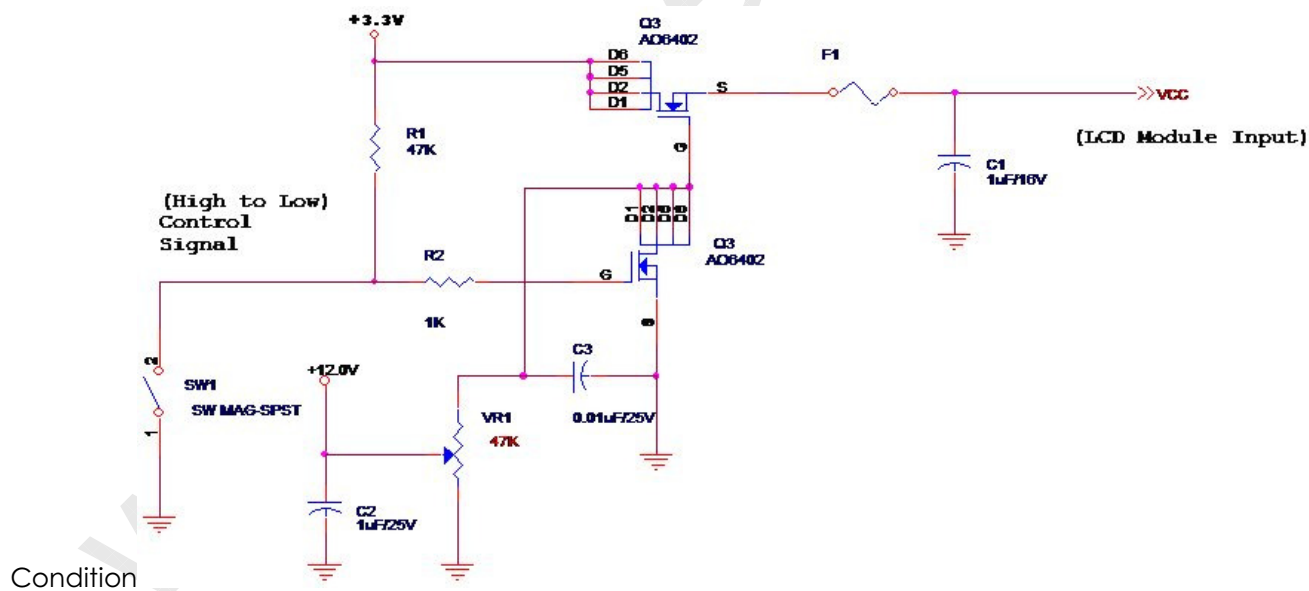 +3.3V
Q3
AO6402
D6
D5
D2
D1
S
G
F1
VCC
(LCD Module Input)
C1
1uF/16V
R1
47K
(High to Low)
Control
Signal
D1
D2
Q3
AO6402
R2
1K
G
2
SW1
SW MAG-SPST
1
+12.0V
C3
0.01uF/25V
VR1
47K
C2
1uF/25V
Condition